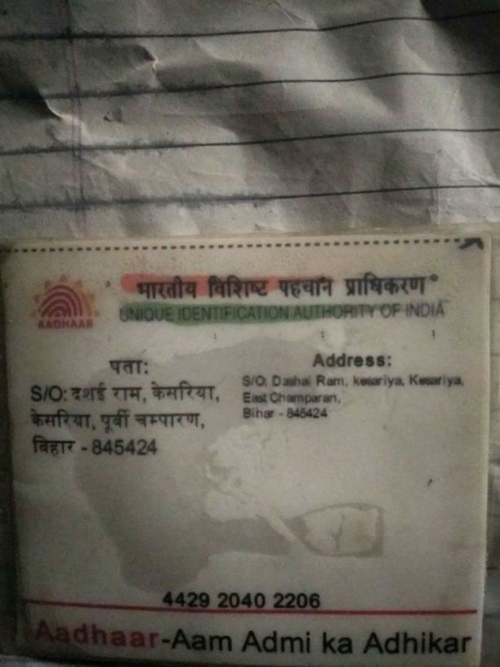 भारतीय विशिष्ट पहचान प्राधिकरण
UNIQUE IDENTIFICATION AUTHORITY OF INDIA
AADHAAR
पता:
S/O: दशई राम, केसरिया,
केसरिया, पूर्वी चम्पारण,
बिहार - 845424
Address:
S/O: Dashai Ram, kesariya, Kesariya,
East Champaran,
Bihar - 845424
4429 2040 2206
Aadhaar-Aam Admi ka Adhikar